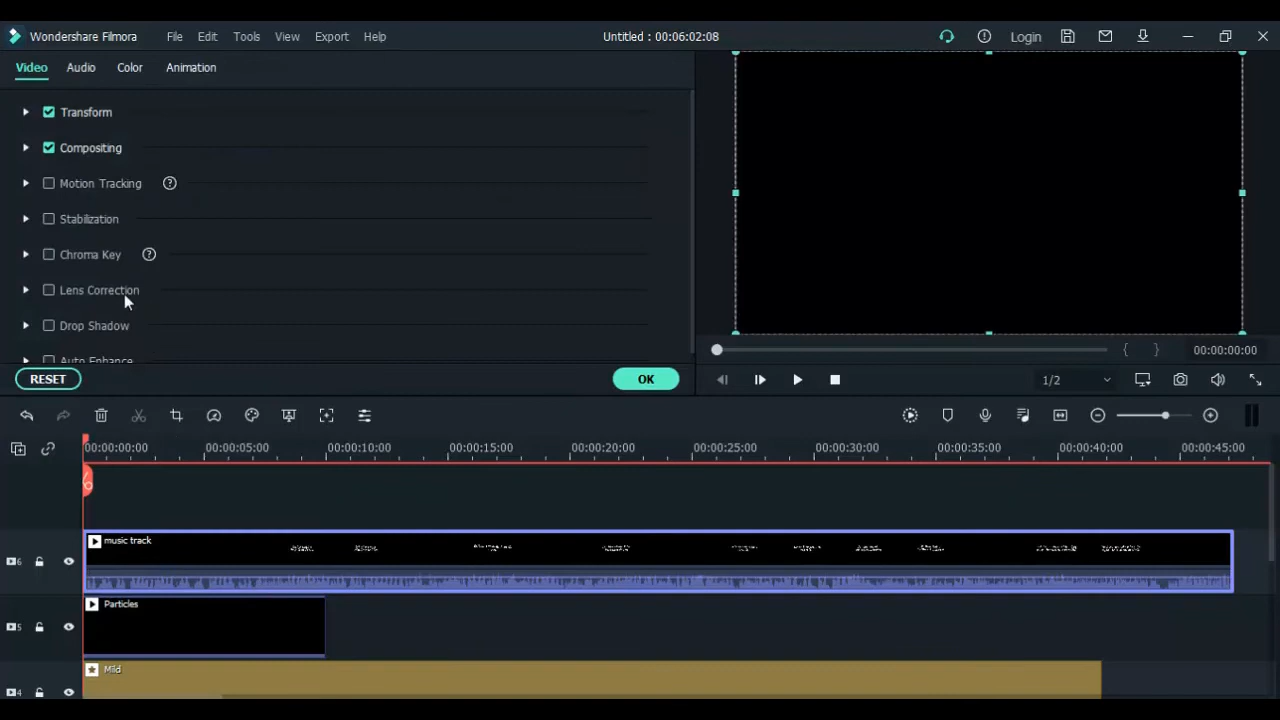 Wondershare Filmora File Edit Tools View Export Help Untitled : 00:06:02:08 Login
Video Audio Color Animation
Transform
Compositing
Motion Tracking ?
Stabilization
Chroma Key ?
Lens Correction
Drop Shadow
Auto Enhance
{ } 00:00:00:00
RESET OK 1/2
00:00:00:00 00:00:05:00 00:00:10:00 00:00:15:00 00:00:20:00 00:00:25:00 00:00:30:00 00:00:35:00 00:00:40:00 00:00:45:00
music track
6
Particles
5
Mild
4